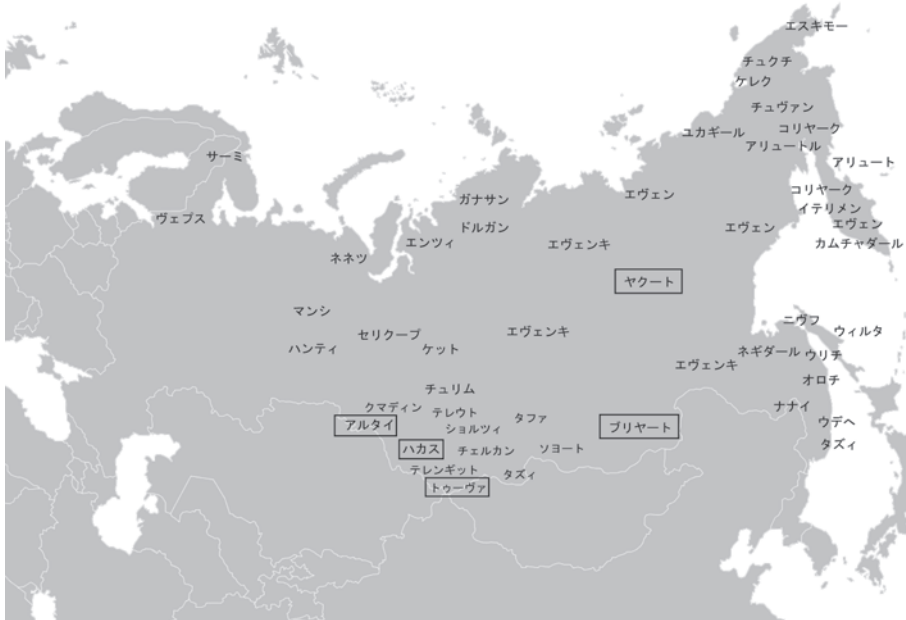 エスキモー
チュクチ
ケレク
チュヴァン
ユカギール
コリヤーク
アリュートル
サーミ
アリュート
コリヤーク
エヴェン
ガナサン
イテリメン
ヴェプス
エヴェン
エヴェン
ドルガン
エンツィ
エヴェンキ
カムチャダール
ネネツ
ヤクート
マンシ
ニヴフ
ウィルタ
エヴェンキ
セリクープ
ハンティ
ケット
ネギダール
ウリチ
エヴェンキ
オロチ
チュリム
クマディン
テレウト
ナナイ
タファ
アルタイ
ショルツィ
ブリヤート
ウデヘ
タズィ
ハカス
チェルカン
ソヨート
テレンギット
タズィ
トゥーヴァ